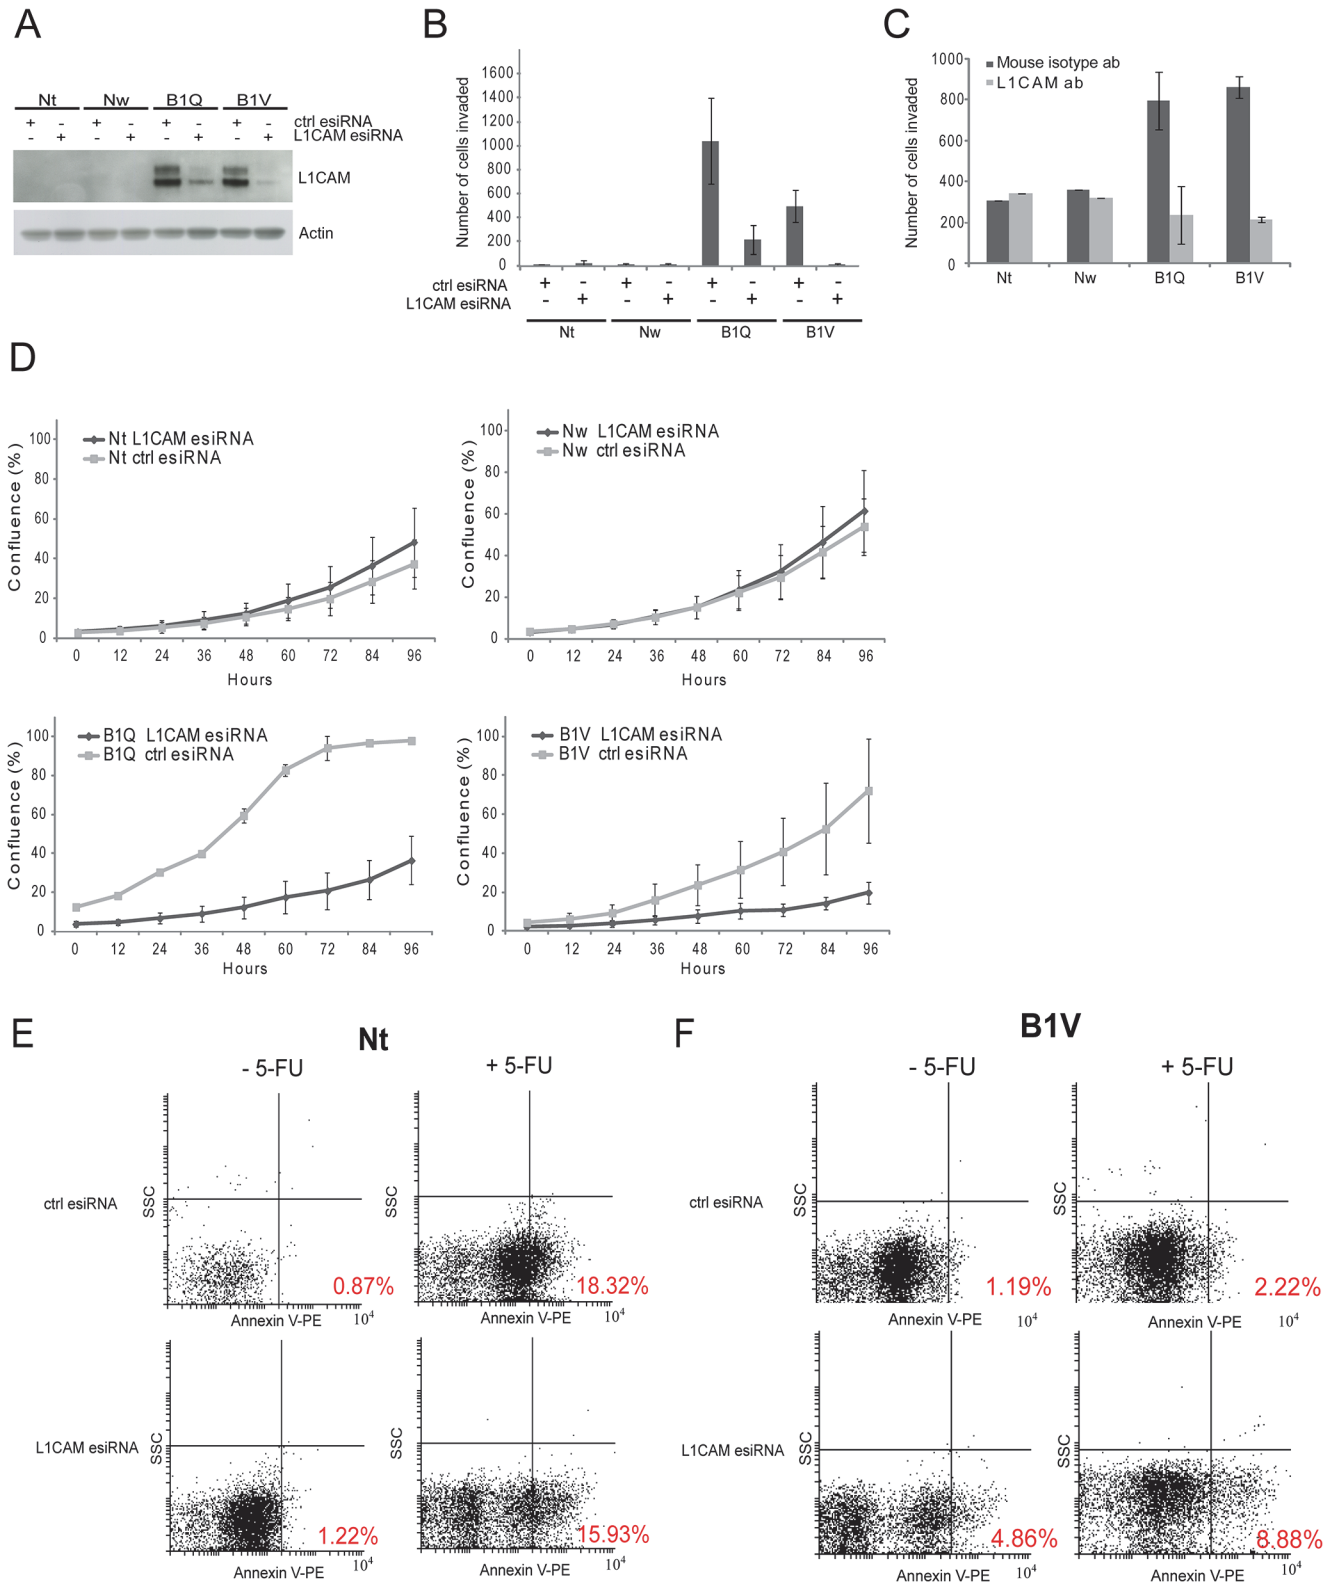 A
Nt Nw B1Q B1V
+ - + - + - + - ctrl esiRNA
- + - + - + - + L1CAM esiRNA
L1CAM
Actin
B
Number of cells invaded
1600
1400
1200
1000
800
600
400
200
0
ctrl esiRNA + - + - + - + -
L1CAM esiRNA - + - + - + - +
Nt Nw B1Q B1V
C
Number of cells invaded
1000
800
600
400
200
0
Mouse isotype ab
L1CAM ab
Nt Nw B1Q B1V
D
Confluence (%)
100
80
60
40
20
0
Nt L1CAM esiRNA
Nt ctrl esiRNA
0 12 24 36 48 60 72 84 96
Hours
Confluence (%)
100
80
60
40
20
0
Nw L1CAM esiRNA
Nw ctrl esiRNA
0 12 24 36 48 60 72 84 96
Hours
Confluence (%)
100
80
60
40
20
0
B1Q L1CAM esiRNA
B1Q ctrl esiRNA
0 12 24 36 48 60 72 84 96
Hours
Confluence (%)
100
80
60
40
20
0
B1V L1CAM esiRNA
B1V ctrl esiRNA
0 12 24 36 48 60 72 84 96
Hours
E
Nt
- 5-FU + 5-FU
ctrl esiRNA
SSC
0.87%
Annexin V-PE 10⁴
SSC
18.32%
Annexin V-PE 10⁴
L1CAM esiRNA
SSC
1.22%
Annexin V-PE 10⁴
SSC
15.93%
Annexin V-PE 10⁴
F
B1V
- 5-FU + 5-FU
ctrl esiRNA
SSC
1.19%
Annexin V-PE 10⁴
SSC
2.22%
Annexin V-PE 10⁴
L1CAM esiRNA
SSC
4.86%
Annexin V-PE 10⁴
SSC
8.88%
Annexin V-PE 10⁴